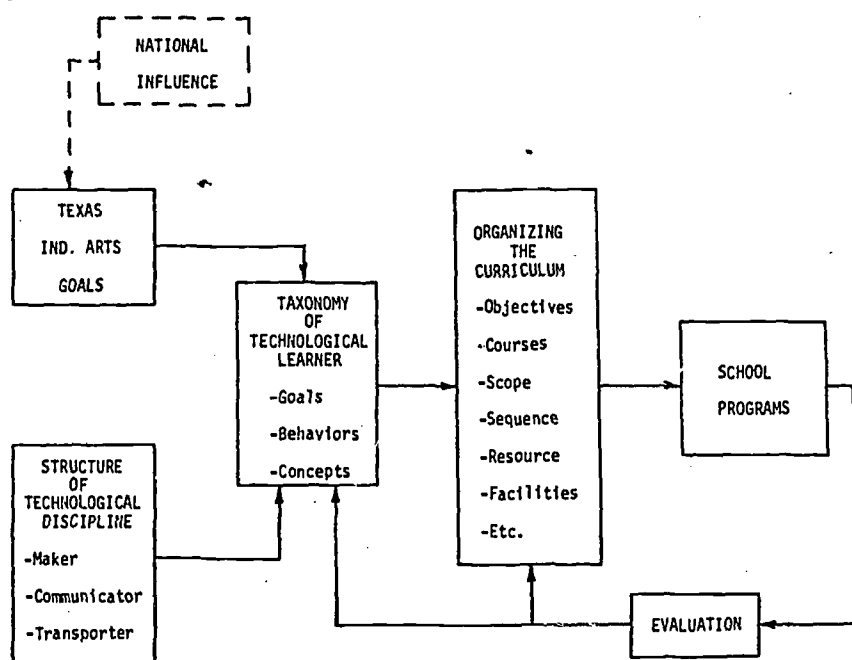 NATIONAL
INFLUENCE
TEXAS
IND. ARTS
GOALS
TAXONOMY
OF
TECHNOLOGICAL
LEARNER
-Goals
-Behaviors
-Concepts
STRUCTURE
OF
TECHNOLOGICAL
DISCIPLINE
-Maker
-Communicator
-Transporter
ORGANIZING
THE
CURRICULUM
-Objectives
-Courses
-Scope
-Sequence
-Resource
-Facilities
-Etc.
SCHOOL
PROGRAMS
EVALUATION